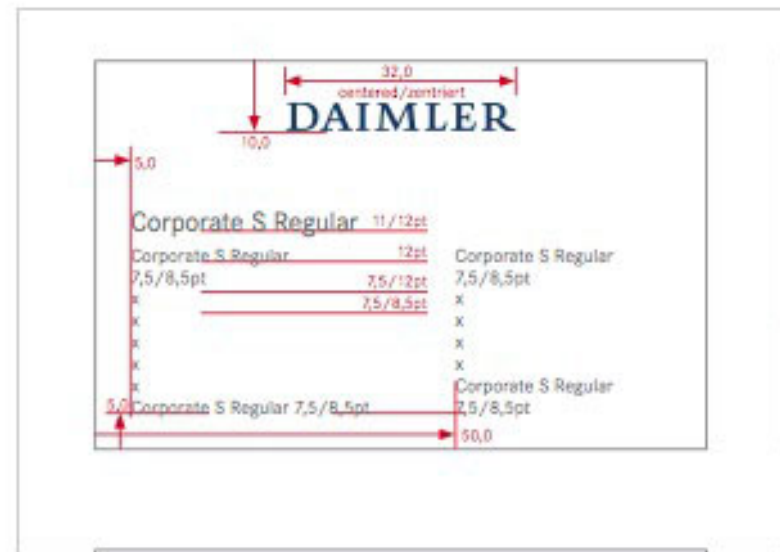 32,0
centered/zentriert
DAIMLER
10,0
5,0
Corporate S Regular 11/12pt
Corporate S Regular 12pt
7,5/8,5pt 7,5/12pt
7,5/8,5pt
x
x
x
x
x
Corporate S Regular 7,5/8,5pt
5,0
Corporate S Regular
7,5/8,5pt
x
x
x
x
Corporate S Regular
7,5/8,5pt
50,0